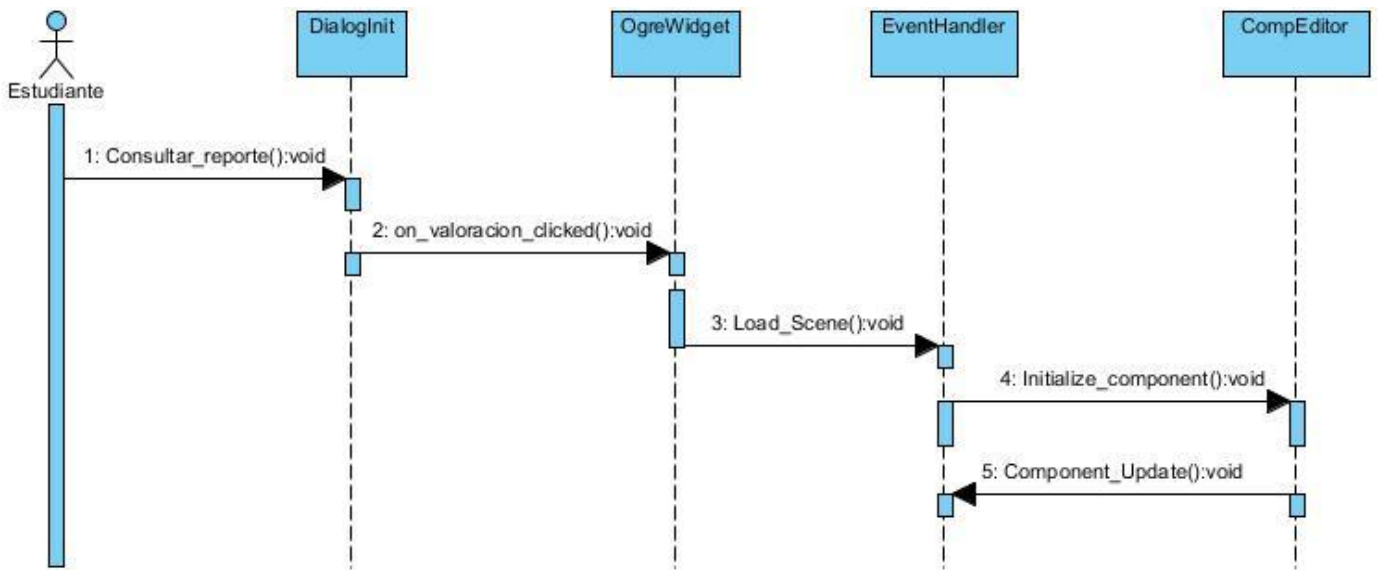 DialogInit
OgreWidget
EventHandler
CompEditor
Estudiante
1: Consultar_reporte():void
2: on_valoracion_clicked():void
3: Load_Scene():void
4: Initialize_component():void
5: Component_Update():void